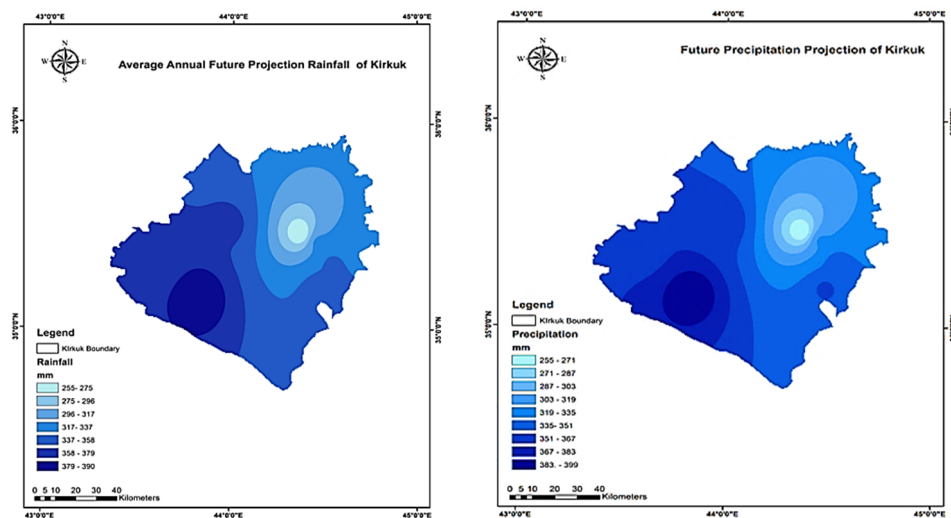 43°0'0"E 44°0'0"E 45°0'0"E
N
W E
S
Average Annual Future Projection Rainfall of Kirkuk
36°0'0"N 36°0'0"N
35°0'0"N 35°0'0"N
Legend
Kirkuk Boundary
Rainfall
mm
255- 275
275 - 296
296 - 317
317- 337
337 - 358
358 - 379
379 - 390
0 5 10 20 30 40
Kilometers
43°0'0"E 44°0'0"E 45°0'0"E
43°0'0"E 44°0'0"E 45°0'0"E
N
W E
S
Future Precipitation Projection of Kirkuk
36°0'0"N
35°0'0"N
Legend
Kirkuk Boundary
Precipitation
mm
255 - 271
271 - 287
287 - 303
303 - 319
319 - 335
335- 351
351 - 367
367 - 383
383. - 399
0 5 10 20 30 40
Kilometers
43°0'0"E 44°0'0"E 45°0'0"E